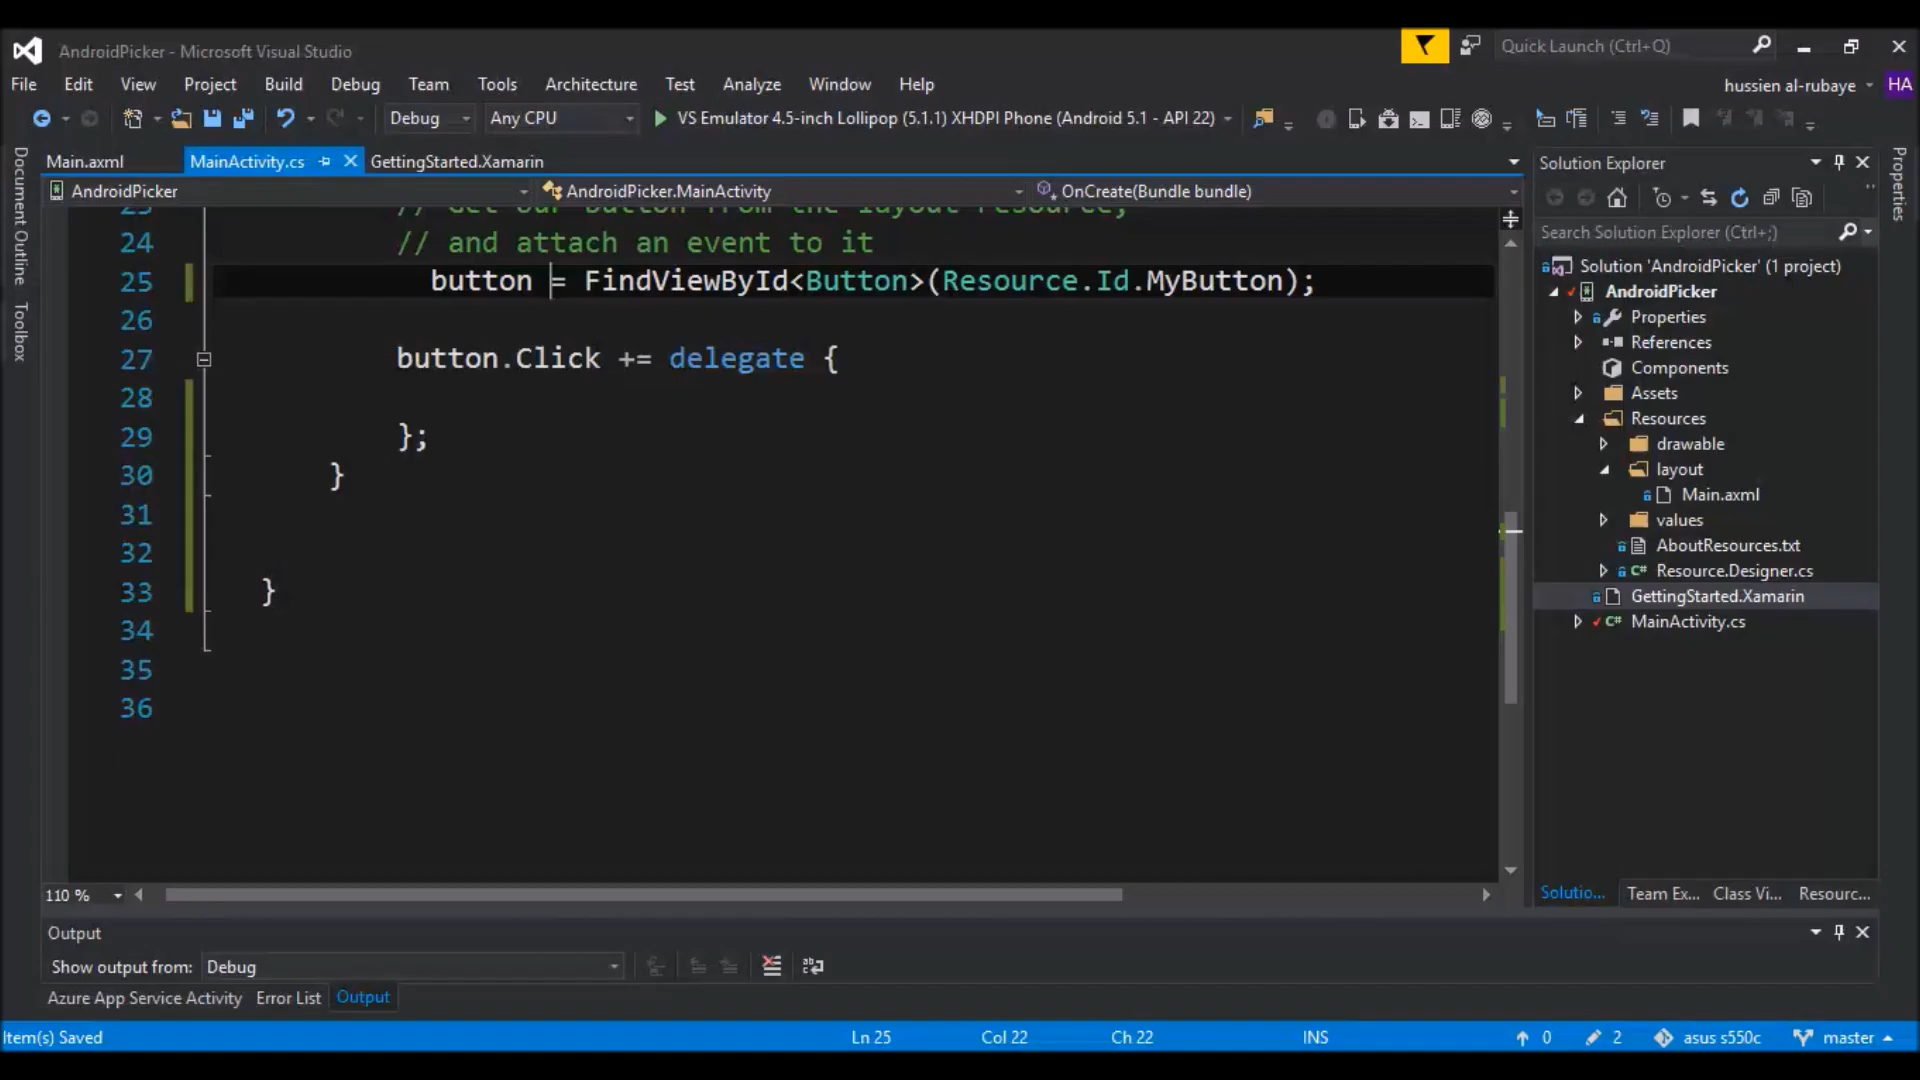 AndroidPicker - Microsoft Visual Studio
Quick Launch (Ctrl+Q)
File Edit View Project Build Debug Team Tools Architecture Test Analyze Window Help
hussien al-rubaye HA
Debug Any CPU VS Emulator 4.5-inch Lollipop (5.1.1) XHDPI Phone (Android 5.1 - API 22)
Document Outline
Toolbox
Main.axml MainActivity.cs GettingStarted.Xamarin
AndroidPicker AndroidPicker.MainActivity OnCreate(Bundle bundle)
23 // Get our button from the layout resource,
24 // and attach an event to it
25 button = FindViewById<Button>(Resource.Id.MyButton);
26
27 button.Click += delegate {
28
29 };
30 }
31
32
33 }
34
35
36
110 %
Solution Explorer
Search Solution Explorer (Ctrl+;)
Solution 'AndroidPicker' (1 project)
AndroidPicker
Properties
References
Components
Assets
Resources
drawable
layout
Main.axml
values
AboutResources.txt
Resource.Designer.cs
GettingStarted.Xamarin
MainActivity.cs
Solutio... Team Ex... Class Vi... Resourc...
Properties
Output
Show output from: Debug
Azure App Service Activity Error List Output
Item(s) Saved Ln 25 Col 22 Ch 22 INS 0 2 asus s550c master